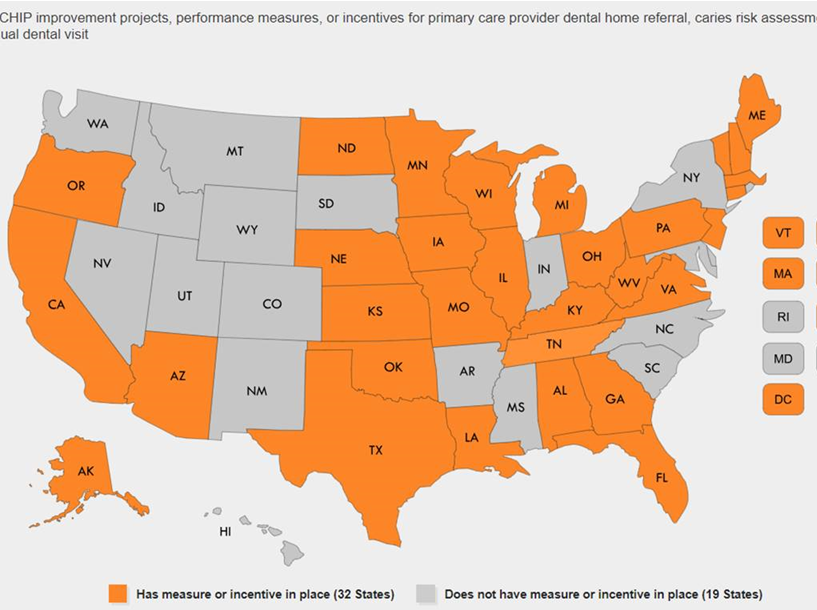 CHIP improvement projects, performance measures, or incentives for primary care provider dental home referral, caries risk
dental visit
WA
MT
ND
MN
ME
OR
ID
SD
WI
MI
NY
WY
IA
PA
NE
NV
UT
CO
IL
IN
OH
WV
VA
VT
CA
KS
MO
KY
MA
AZ
NM
OK
AR
TN
NC
RI
MS
AL
GA
SC
MD
DC
TX
LA
FL
AK
HI
Has measure or incentive in place (32 States)
Does not have measure or incentive in place (19 States)